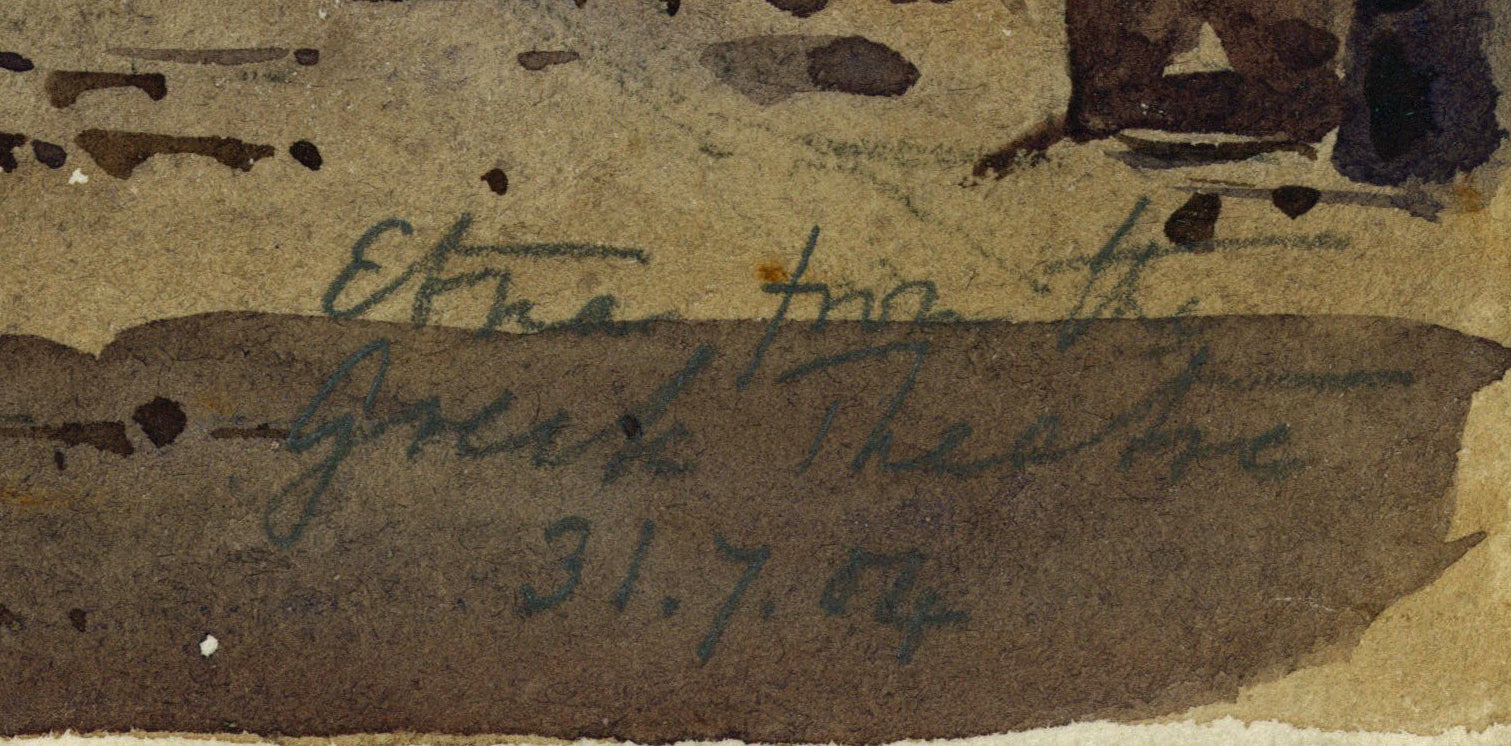 Etna from the
Greek Theatre
31.7.04